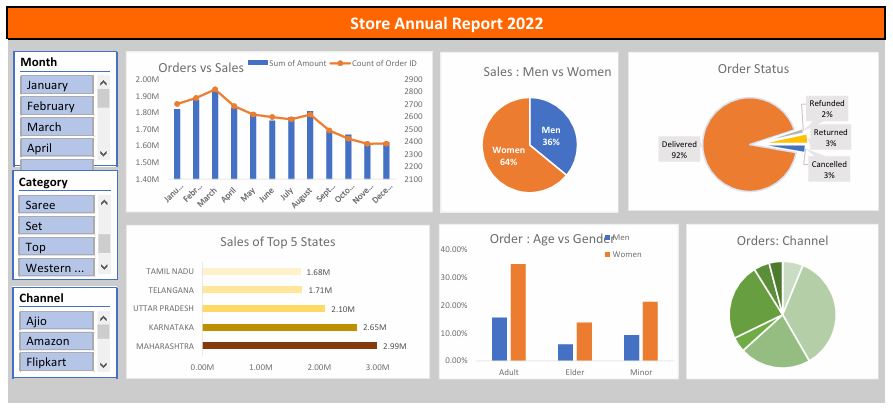 Store Annual Report 2022
Month
January
February
March
April
Category
Saree
Set
Top
Western ...
Channel
Ajio
Amazon
Flipkart
Orders vs Sales
Sum of Amount
Count of Order ID
2.00M
1.90M
1.80M
1.70M
1.60M
1.50M
1.40M
2900
2800
2700
2600
2500
2400
2300
2200
2100
Janu...
Febr...
March
April
May
June
July
August
Sept...
Octo...
Nove...
Dece...
Sales : Men vs Women
Men
36%
Women
64%
Order Status
Refunded
2%
Returned
3%
Cancelled
3%
Delivered
92%
Sales of Top 5 States
TAMIL NADU
1.68M
TELANGANA
1.71M
UTTAR PRADESH
2.10M
KARNATAKA
2.65M
MAHARASHTRA
2.99M
0.00M
1.00M
2.00M
3.00M
Order : Age vs Gender
Men
Women
40.00%
30.00%
20.00%
10.00%
0.00%
Adult
Elder
Minor
Orders: Channel